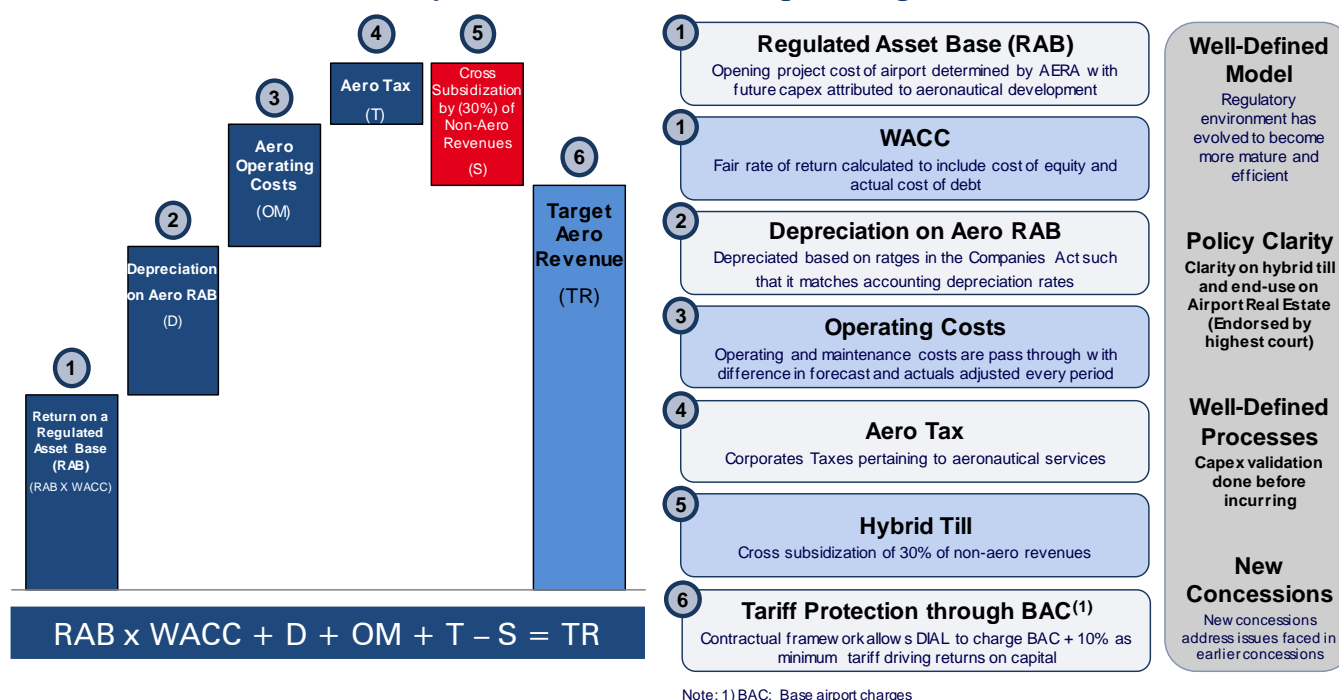 4
Aero Tax
(T)
5
Cross
Subsidization
by (30%) of
Non-Aero
Revenues
(S)
3
Aero
Operating
Costs
(OM)
6
Target
Aero
Revenue
(TR)
2
Depreciation
on Aero RAB
(D)
1
Return on a
Regulated
Asset Base
(RAB)
(RAB X WACC)
RAB x WACC + D + OM + T – S = TR
1
Regulated Asset Base (RAB)
Opening project cost of airport determined by AERA with
future capex attributed to aeronautical development
1
WACC
Fair rate of return calculated to include cost of equity and
actual cost of debt
2
Depreciation on Aero RAB
Depreciated based on ratges in the Companies Act such
that it matches accounting depreciation rates
3
Operating Costs
Operating and maintenance costs are pass through with
difference in forecast and actuals adjusted every period
4
Aero Tax
Corporates Taxes pertaining to aeronautical services
5
Hybrid Till
Cross subsidization of 30% of non-aero revenues
6
Tariff Protection through BAC(1)
Contractual framework allows DIAL to charge BAC + 10% as
minimum tariff driving returns on capital
Note: 1) BAC: Base airport charges
Well-Defined
Model
Regulatory
environment has
evolved to become
more mature and
efficient
Policy Clarity
Clarity on hybrid till
and end-use on
Airport Real Estate
(Endorsed by
highest court)
Well-Defined
Processes
Capex validation
done before
incurring
New
Concessions
New concessions
address issues faced in
earlier concessions